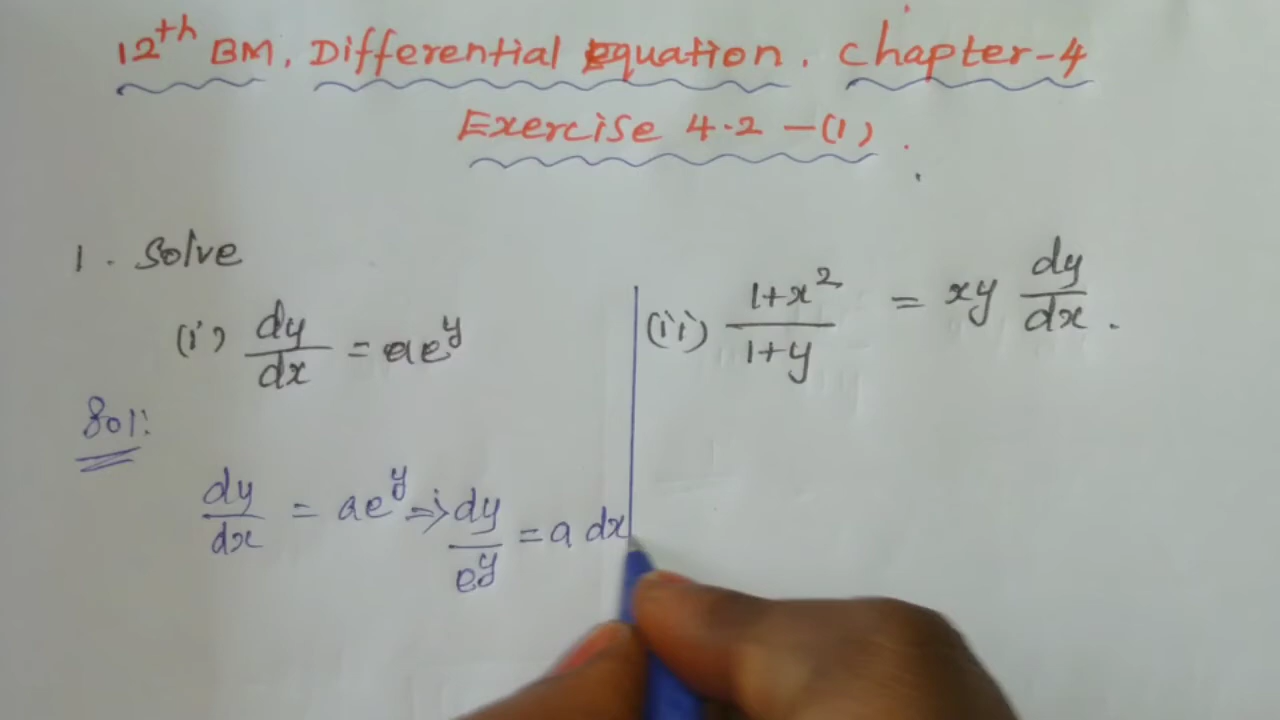 12th BM, Differential Equation. Chapter-4
Exercise 4.2 -(1).
1. Solve
(i) dy/dx = ae^y
(ii) 1+x²/1+y = xy dy/dx.
Sol:
dy/dx = ae^y ⇒ dy/e^y = a dx